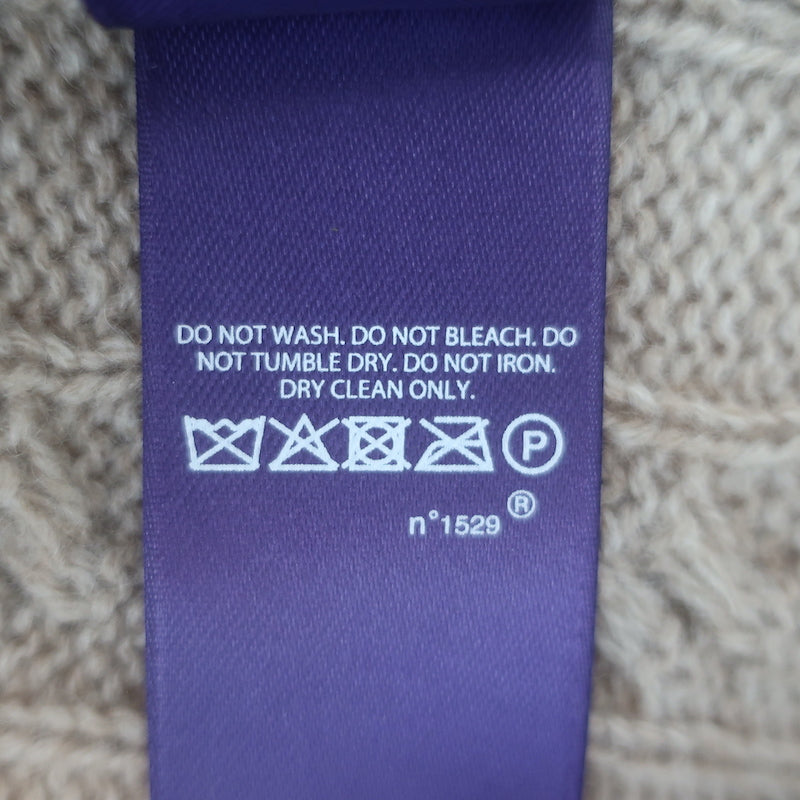 DO NOT WASH. DO NOT BLEACH. DO
NOT TUMBLE DRY. DO NOT IRON.
DRY CLEAN ONLY.
P
n°1529®